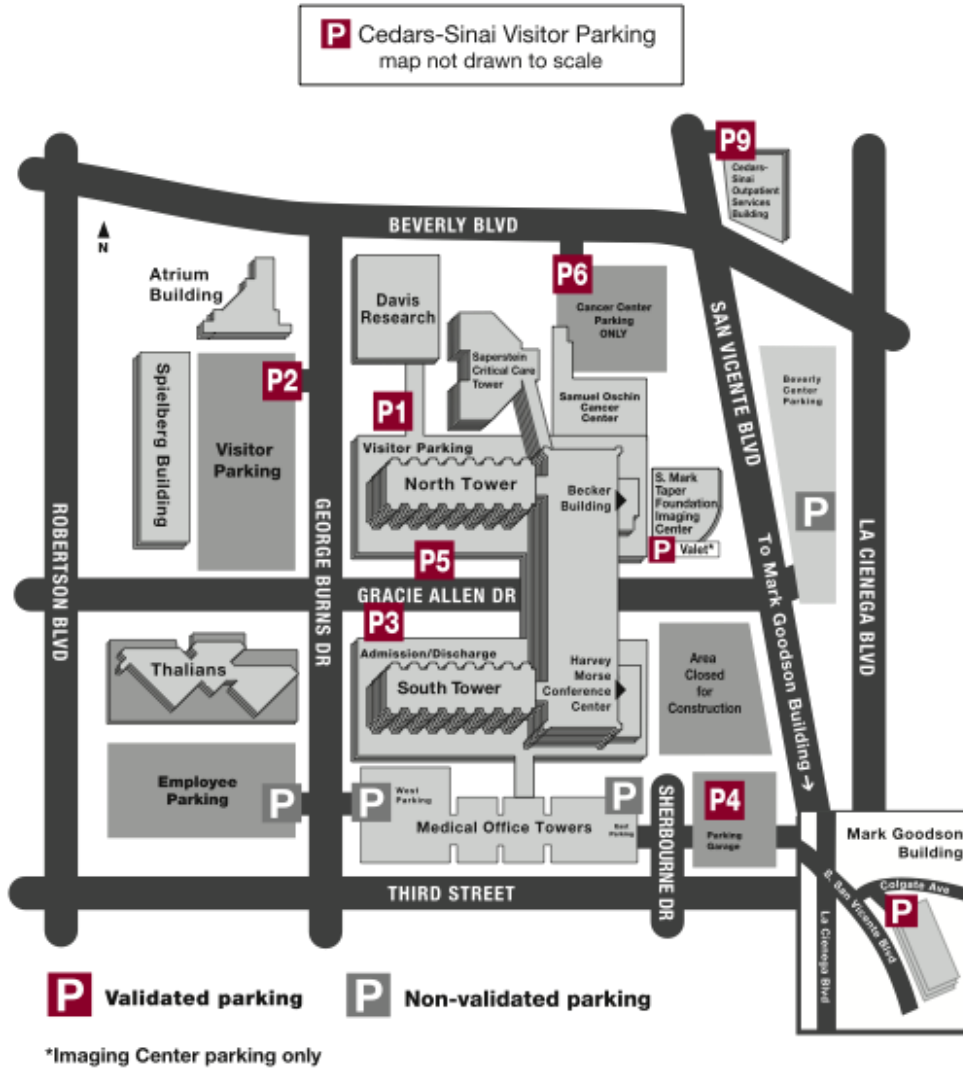 P Cedars-Sinai Visitor Parking
map not drawn to scale
P9
Cedars-
Sinai
Outpatient
Services
Building
BEVERLY BLVD
N
Atrium
Building
Davis
Research
P6
Cancer Center
Parking
ONLY
SAN VICENTE BLVD
Saperstein
Critical Care
Tower
P2
Spielberg Building
Visitor
Parking
P1
Samuel Oschin
Cancer
Center
Beverly
Center
Parking
P
Visitor Parking
North Tower
Becker
Building
S. Mark
Taper
Foundation
Imaging
Center
P Valet*
ROBERTSON BLVD
GEORGE BURNS DR
LA CIENEGA BLVD
P5
GRACIE ALLEN DR
To Mark Goodson Building →
P3
Admission/Discharge
South Tower
Thalians
Harvey
Morse
Conference
Center
Area
Closed
for
Construction
Employee
Parking
P
P
West
Parking
Medical Office Towers
P
East
Parking
SHERBOURNE DR
P4
Parking
Garage
Mark Goodson
Building
Colgate Ave
P
S. San Vicente Blvd
La Cienega Blvd
THIRD STREET
P Validated parking
P Non-validated parking
*Imaging Center parking only